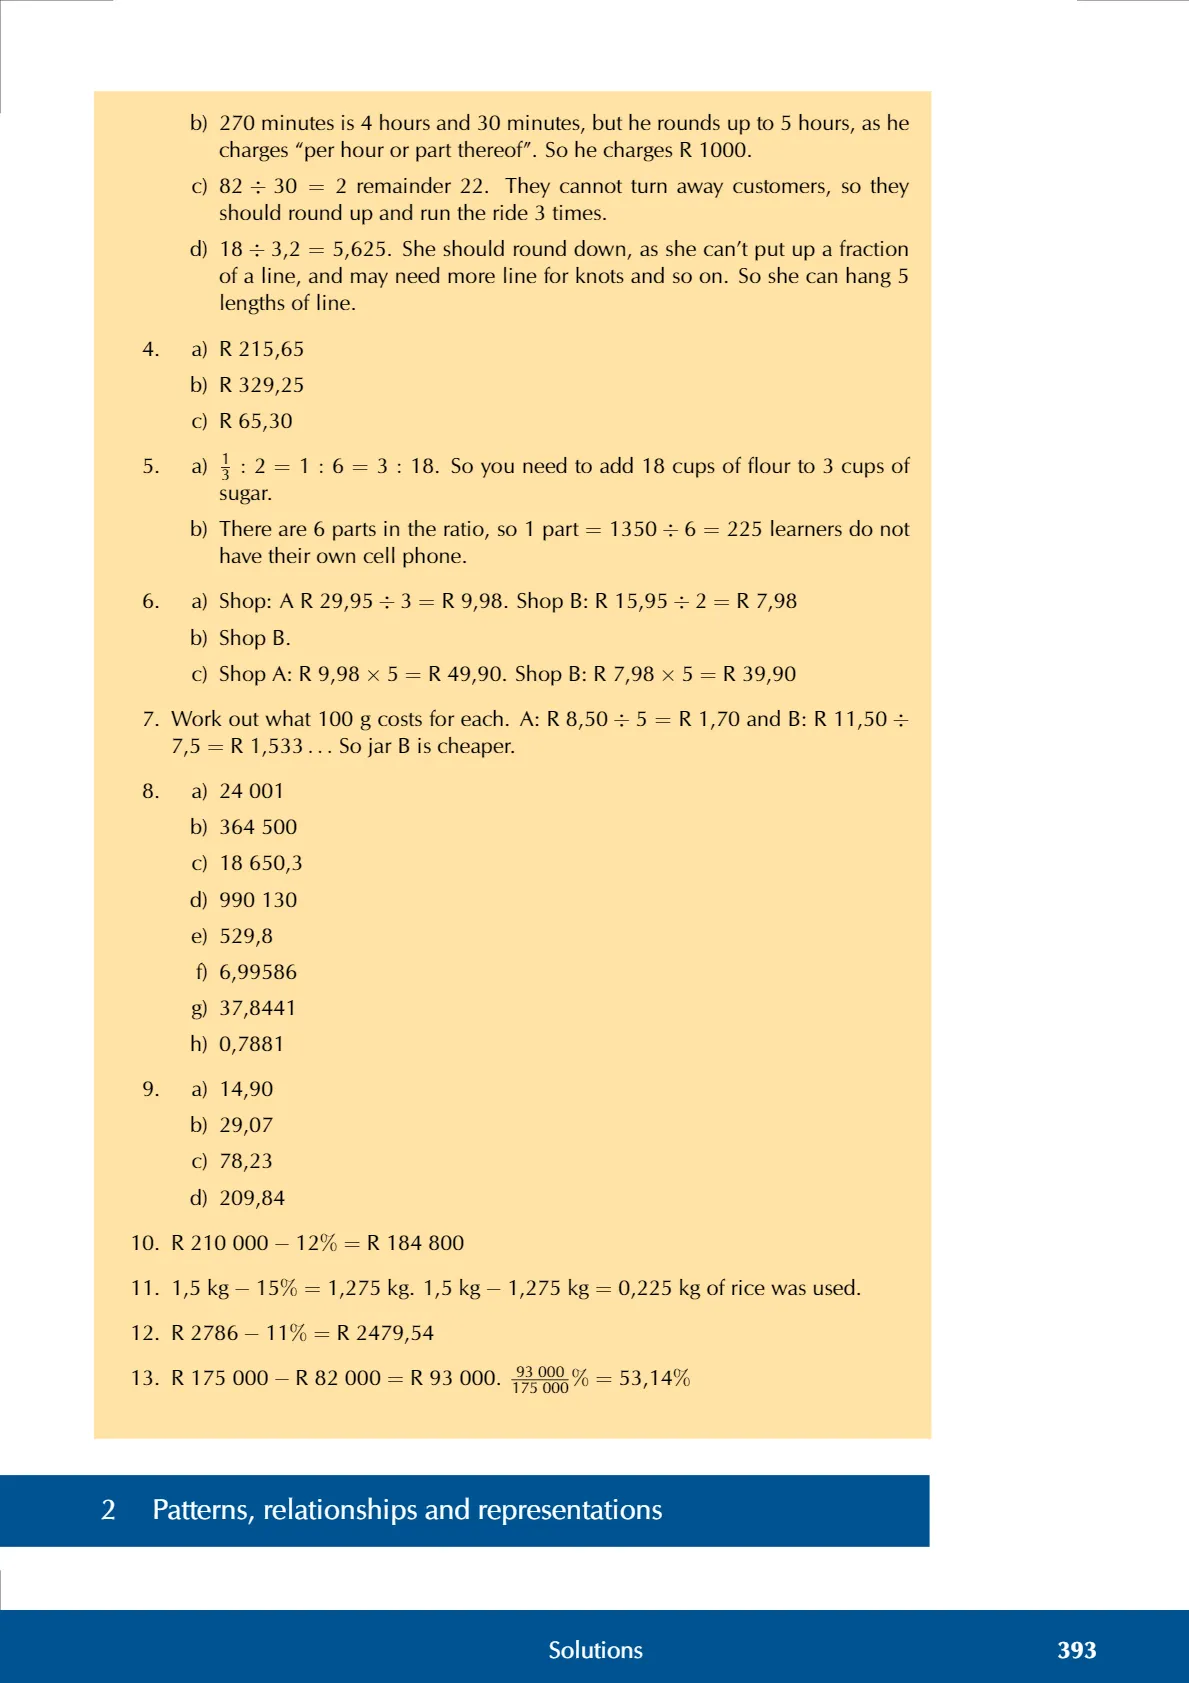 b) 270 minutes is 4 hours and 30 minutes, but he rounds up to 5 hours, as he
charges “per hour or part thereof”. So he charges R 1000.
c) 82 ÷ 30 = 2 remainder 22. They cannot turn away customers, so they
should round up and run the ride 3 times.
d) 18 ÷ 3,2 = 5,625. She should round down, as she can’t put up a fraction
of a line, and may need more line for knots and so on. So she can hang 5
lengths of line.
4. a) R 215,65
b) R 329,25
c) R 65,30
5. a) 1/3 : 2 = 1 : 6 = 3 : 18. So you need to add 18 cups of flour to 3 cups of
sugar.
b) There are 6 parts in the ratio, so 1 part = 1350 ÷ 6 = 225 learners do not
have their own cell phone.
6. a) Shop: A R 29,95 ÷ 3 = R 9,98. Shop B: R 15,95 ÷ 2 = R 7,98
b) Shop B.
c) Shop A: R 9,98 × 5 = R 49,90. Shop B: R 7,98 × 5 = R 39,90
7. Work out what 100 g costs for each. A: R 8,50 ÷ 5 = R 1,70 and B: R 11,50 ÷
7,5 = R 1,533 . . . So jar B is cheaper.
8. a) 24 001
b) 364 500
c) 18 650,3
d) 990 130
e) 529,8
f) 6,99586
g) 37,8441
h) 0,7881
9. a) 14,90
b) 29,07
c) 78,23
d) 209,84
10. R 210 000 − 12% = R 184 800
11. 1,5 kg − 15% = 1,275 kg. 1,5 kg − 1,275 kg = 0,225 kg of rice was used.
12. R 2786 − 11% = R 2479,54
13. R 175 000 − R 82 000 = R 93 000. 93 000/175 000% = 53,14%
2 Patterns, relationships and representations
Solutions 393